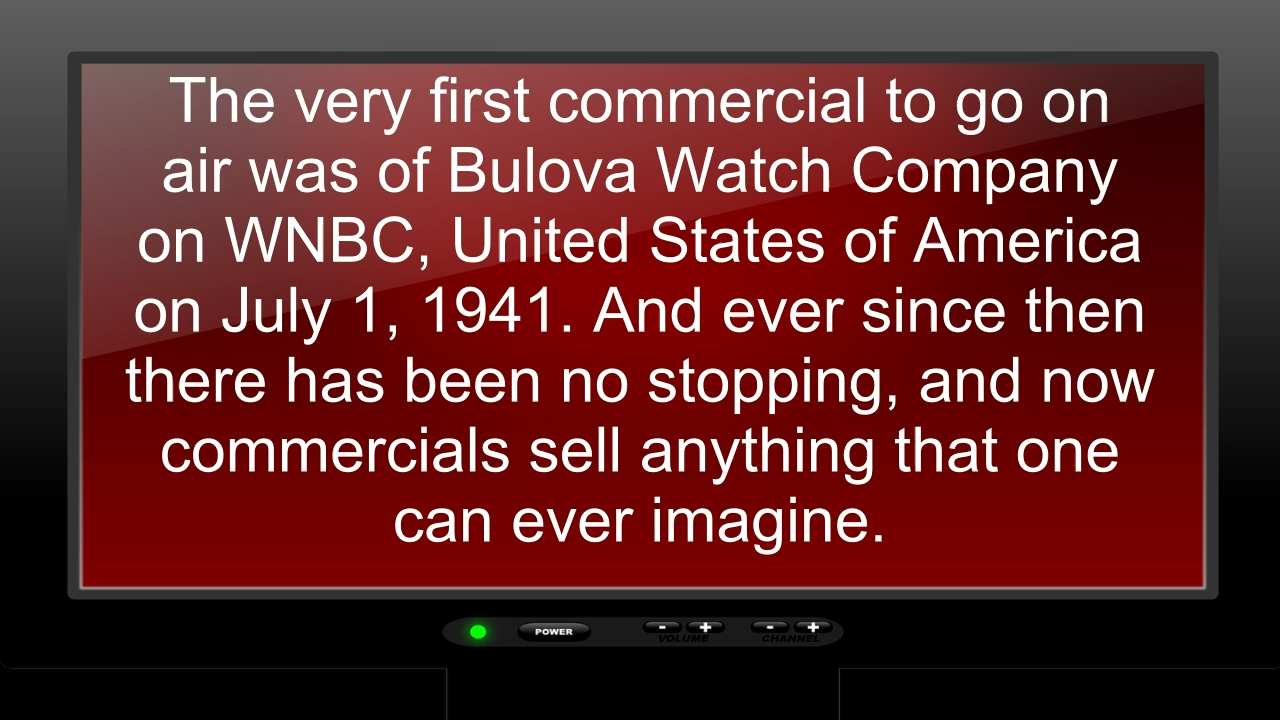 The very first commercial to go on
air was of Bulova Watch Company
on WNBC, United States of America
on July 1, 1941. And ever since then
there has been no stopping, and now
commercials sell anything that one
can ever imagine.
POWER
- +
- +
VOLUME
CHANNEL